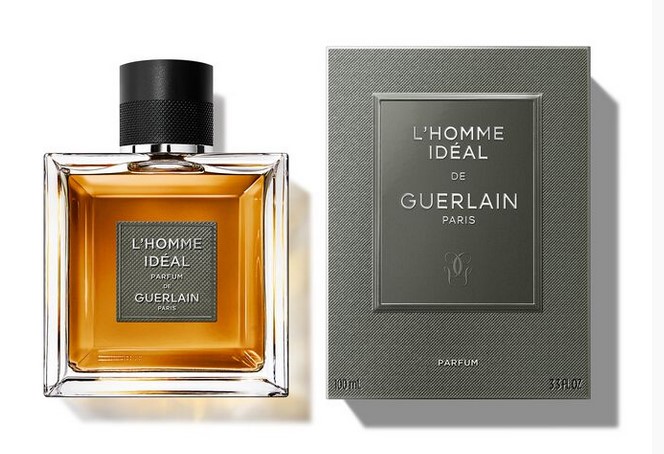 L'HOMME
IDÉAL
PARFUM
DE
GUERLAIN
PARIS
L'HOMME
IDÉAL
DE
GUERLAIN
PARIS
PARFUM
100 mL
3.3 FL.OZ